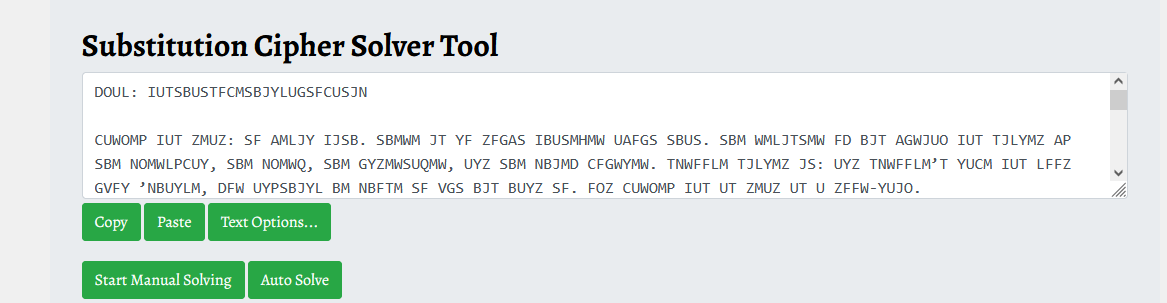 Substitution Cipher Solver Tool
DOUL: IUTSBUSTFCMSBJYLUGSFCUSJN
CUWOMP IUT ZMUZ: SF AMLJY IJSB. SBMWM JT YF ZFGAS IBUSMHMW UAFGS SBUS. SBM WMLJTSMW FD BJT AGWJUO IUT TJLYMZ AP
SBM NOMWLPCUY, SBM NOMWQ, SBM GYZMWSUQMW, UYZ SBM NBJMD CFGWYMW. TNWFFLM TJLYMZ JS: UYZ TNWFFLM’T YUCM IUT LFFZ
GVFY ’NBUYLM, DFW UYPSBJYL BM NBFTM SF VGS BJT BUYZ SF. FOZ CUWOMP IUT UT ZMUZ UT U ZFFW-YUJO.
Copy
Paste
Text Options...
Start Manual Solving
Auto Solve